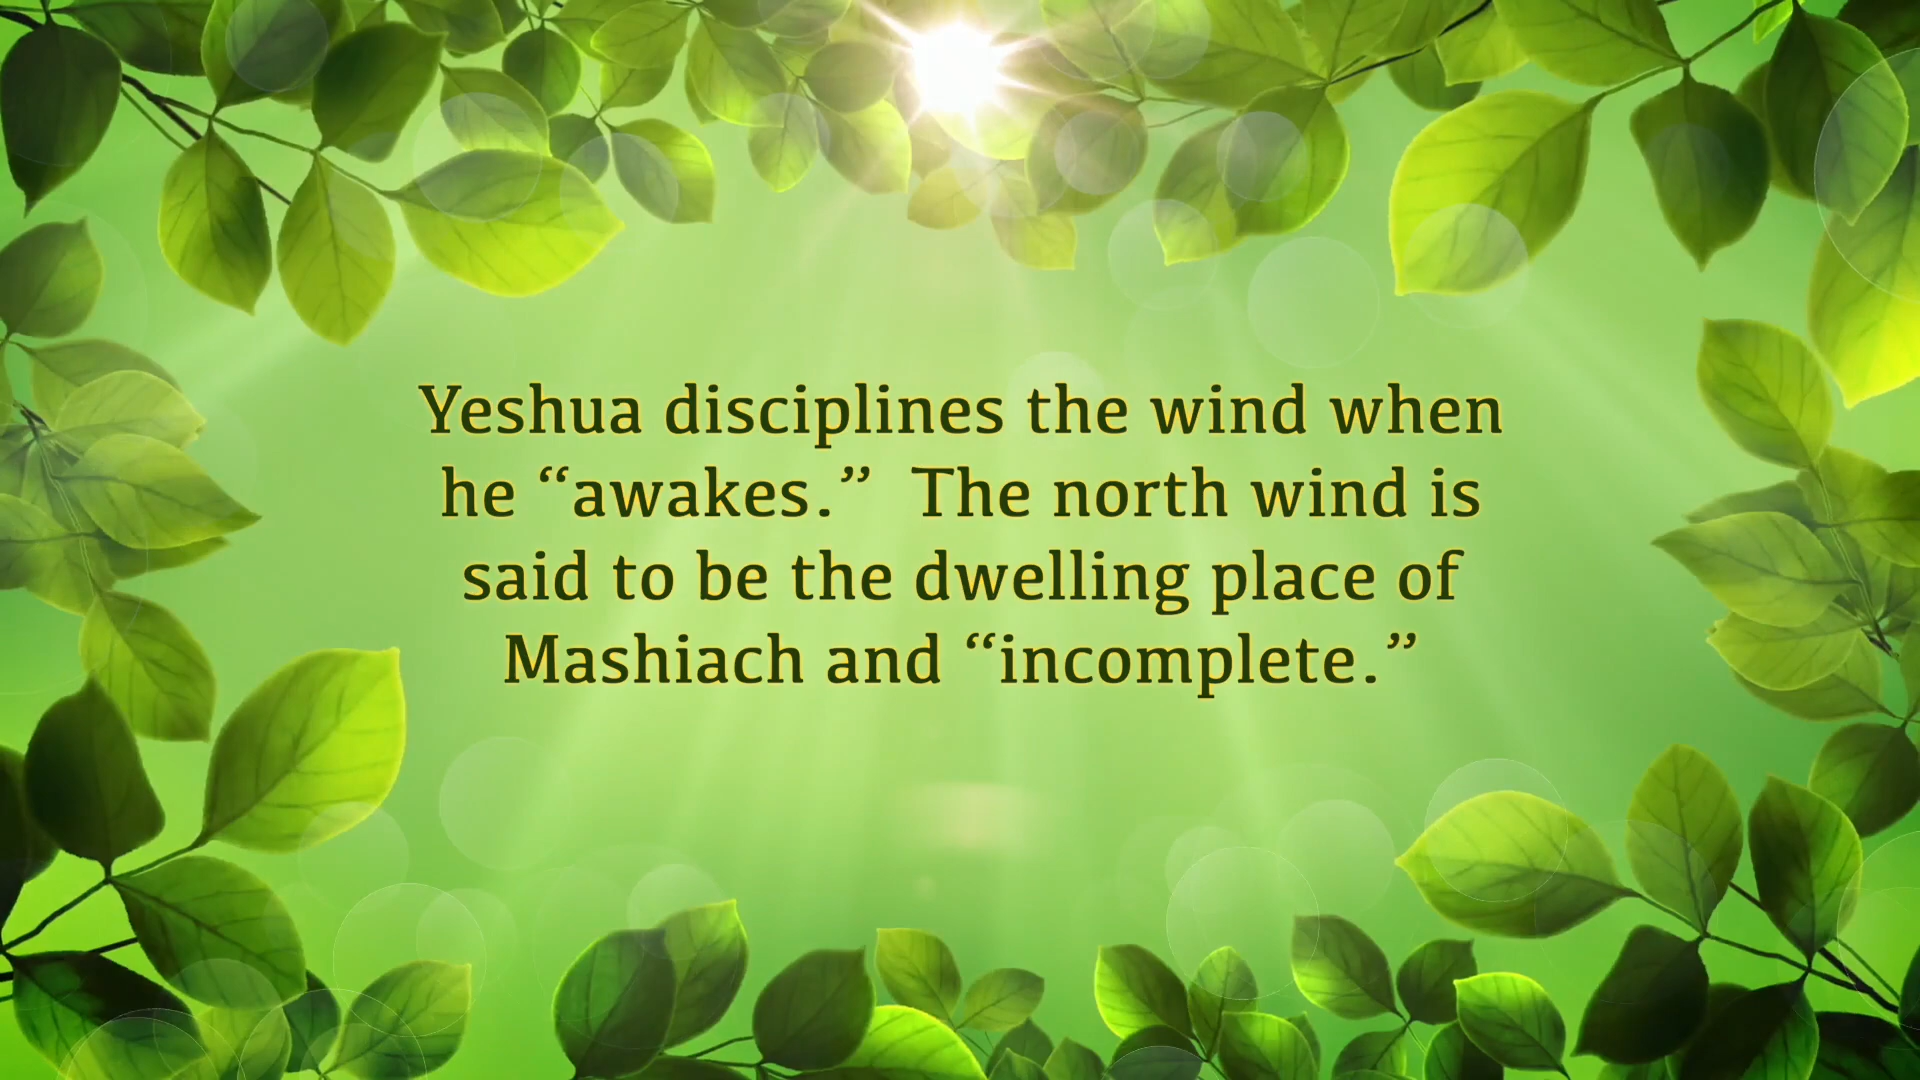 Yeshua disciplines the wind when
he “awakes.”  The north wind is
said to be the dwelling place of
Mashiach and “incomplete.”